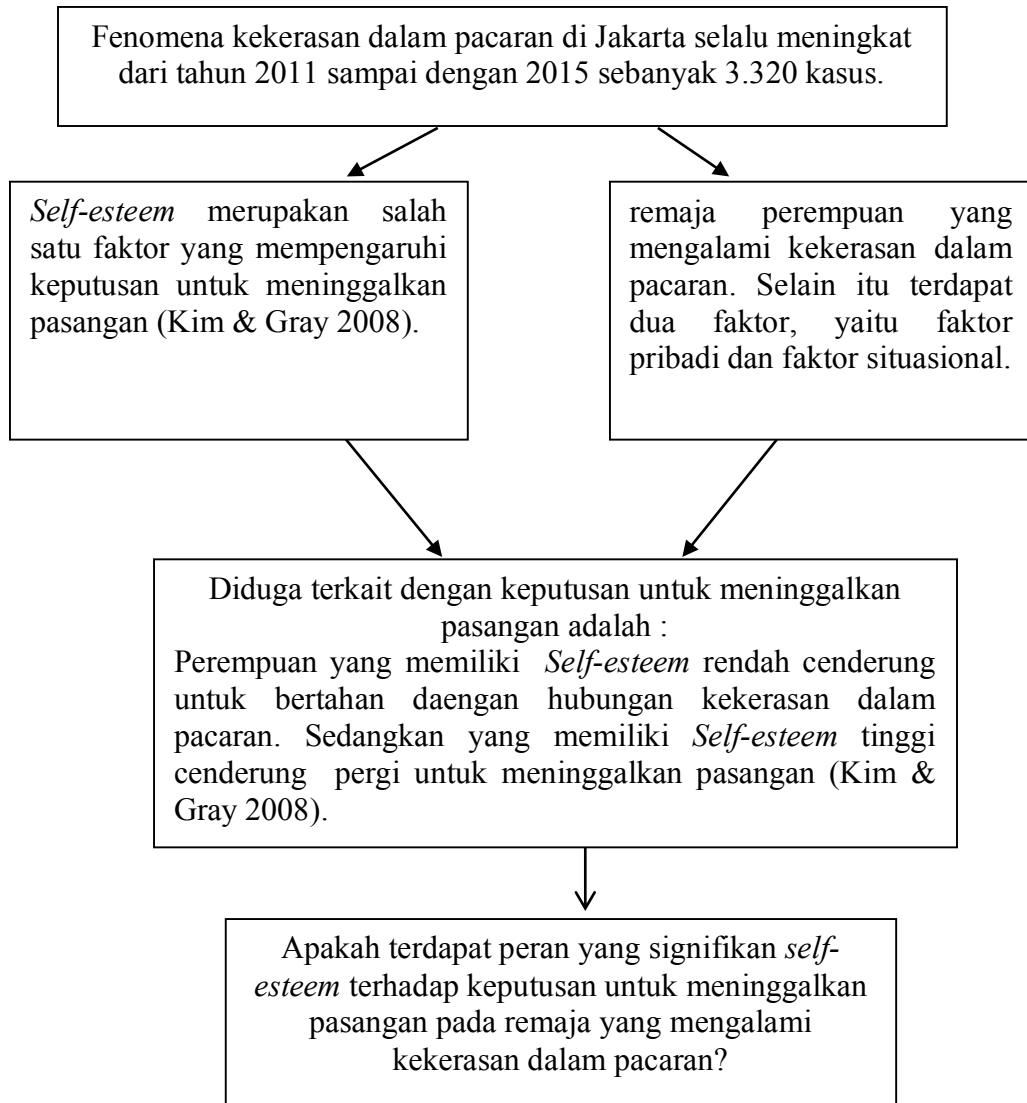 Fenomena kekerasan dalam pacaran di Jakarta selalu meningkat
dari tahun 2011 sampai dengan 2015 sebanyak 3.320 kasus.
Self-esteem merupakan salah
satu faktor yang mempengaruhi
keputusan untuk meninggalkan
pasangan (Kim & Gray 2008).
remaja perempuan yang
mengalami kekerasan dalam
pacaran. Selain itu terdapat
dua faktor, yaitu faktor
pribadi dan faktor situasional.
Diduga terkait dengan keputusan untuk meninggalkan
pasangan adalah :
Perempuan yang memiliki Self-esteem rendah cenderung
untuk bertahan daengan hubungan kekerasan dalam
pacaran. Sedangkan yang memiliki Self-esteem tinggi
cenderung pergi untuk meninggalkan pasangan (Kim &
Gray 2008).
Apakah terdapat peran yang signifikan self-
esteem terhadap keputusan untuk meninggalkan
pasangan pada remaja yang mengalami
kekerasan dalam pacaran?